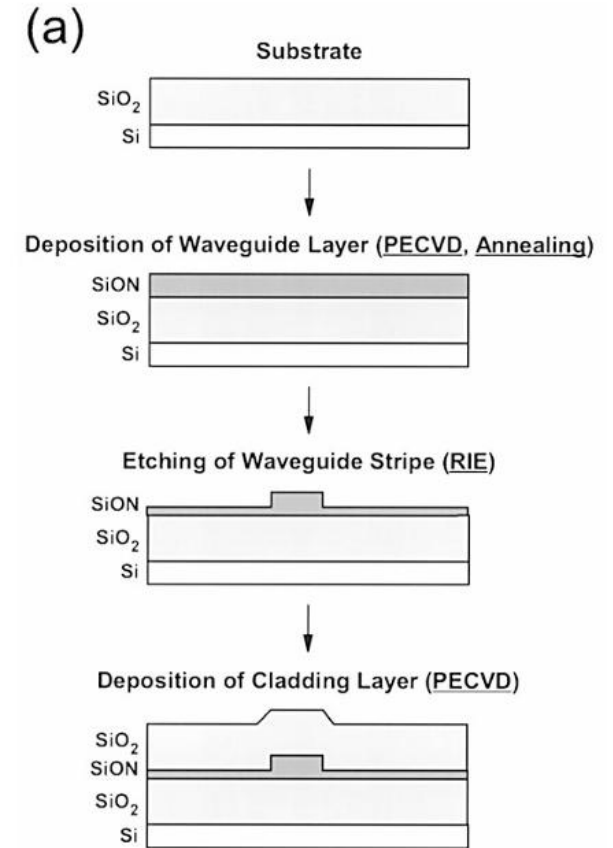 (a)
Substrate
SiO2
Si
Deposition of Waveguide Layer (PECVD, Annealing)
SiON
SiO2
Si
Etching of Waveguide Stripe (RIE)
SiON
SiO2
Si
Deposition of Cladding Layer (PECVD)
SiO2
SiON
SiO2
Si